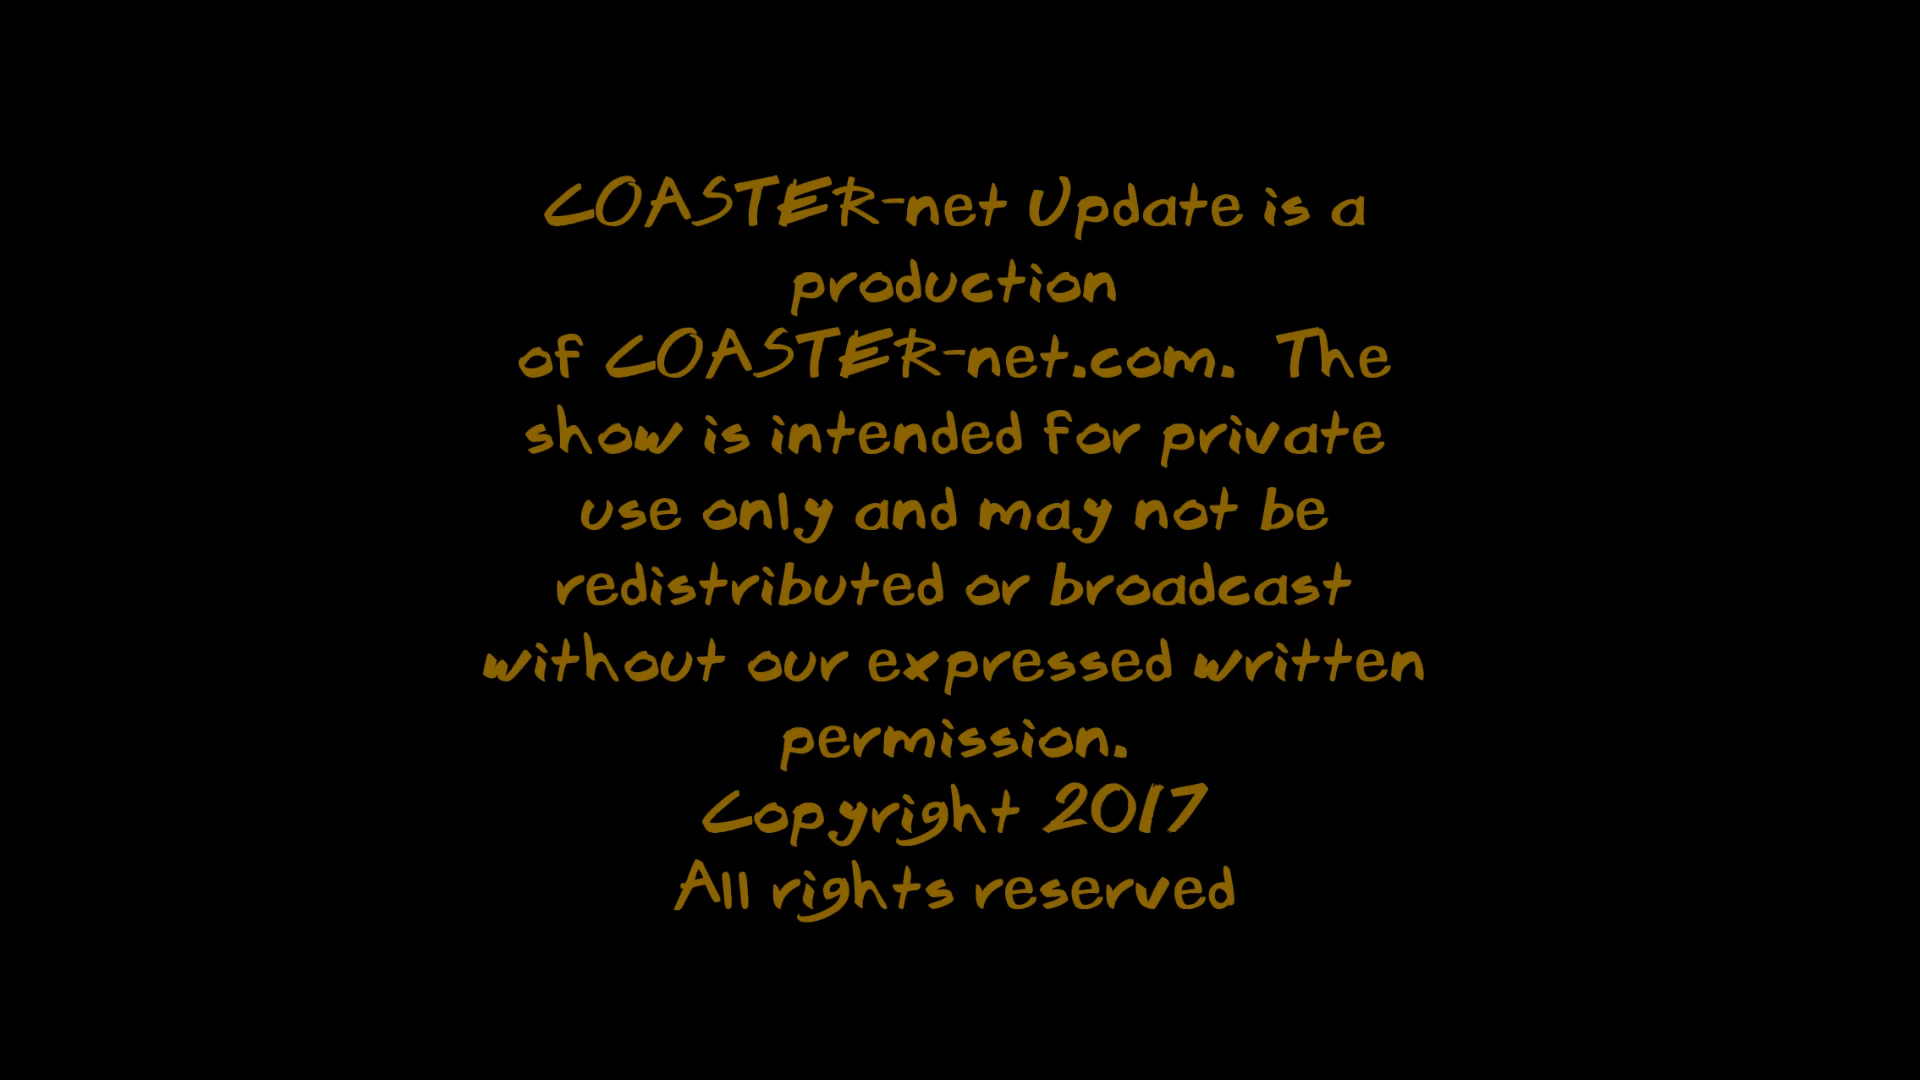 COASTER-net Update is a
production
of COASTER-net.com.  The
show is intended for private
use only and may not be
redistributed or broadcast
without our expressed written
permission.
Copyright 2017
All rights reserved